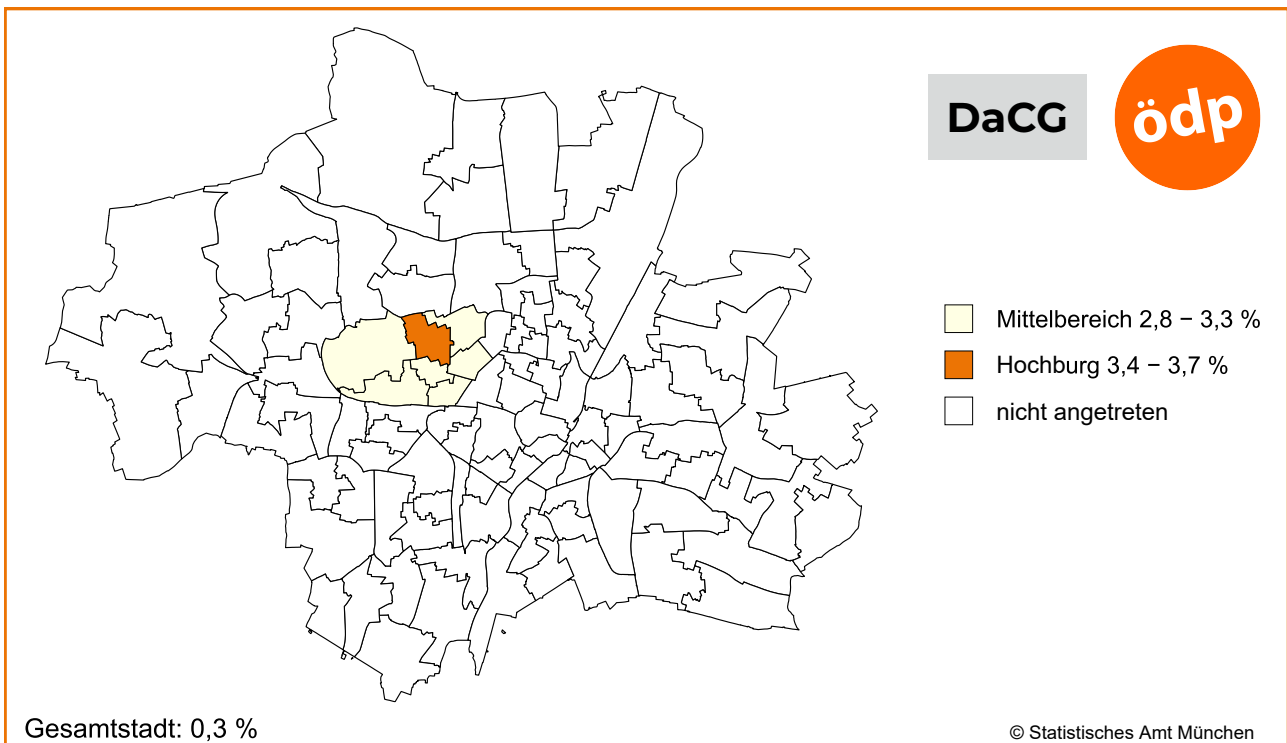 DaCG
ödp
Mittelbereich 2,8 − 3,3 %
Hochburg 3,4 − 3,7 %
nicht angetreten
Gesamtstadt: 0,3 %
© Statistisches Amt München